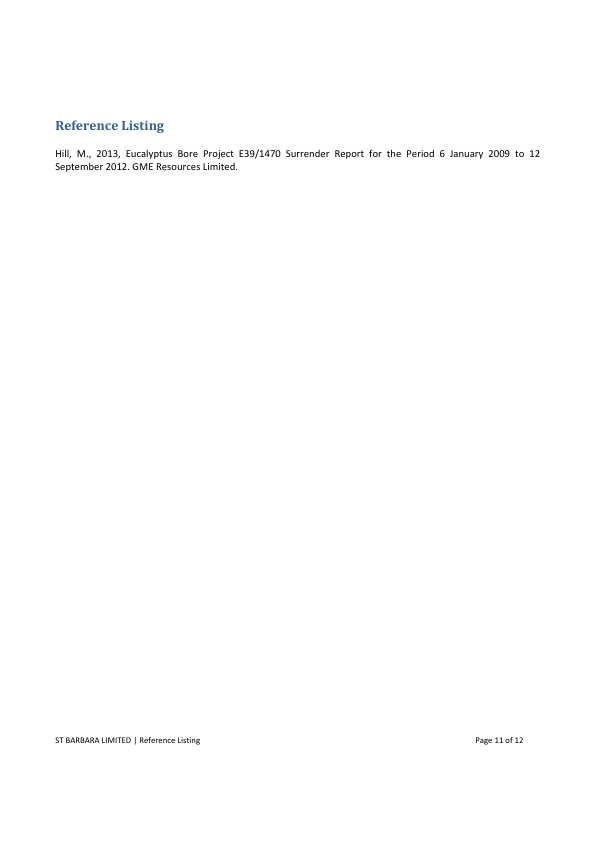 Reference Listing
Hill, M., 2013, Eucalyptus Bore Project E39/1470 Surrender Report for the Period 6 January 2009 to 12
September 2012. GME Resources Limited.
ST BARBARA LIMITED | Reference Listing Page 11 of 12